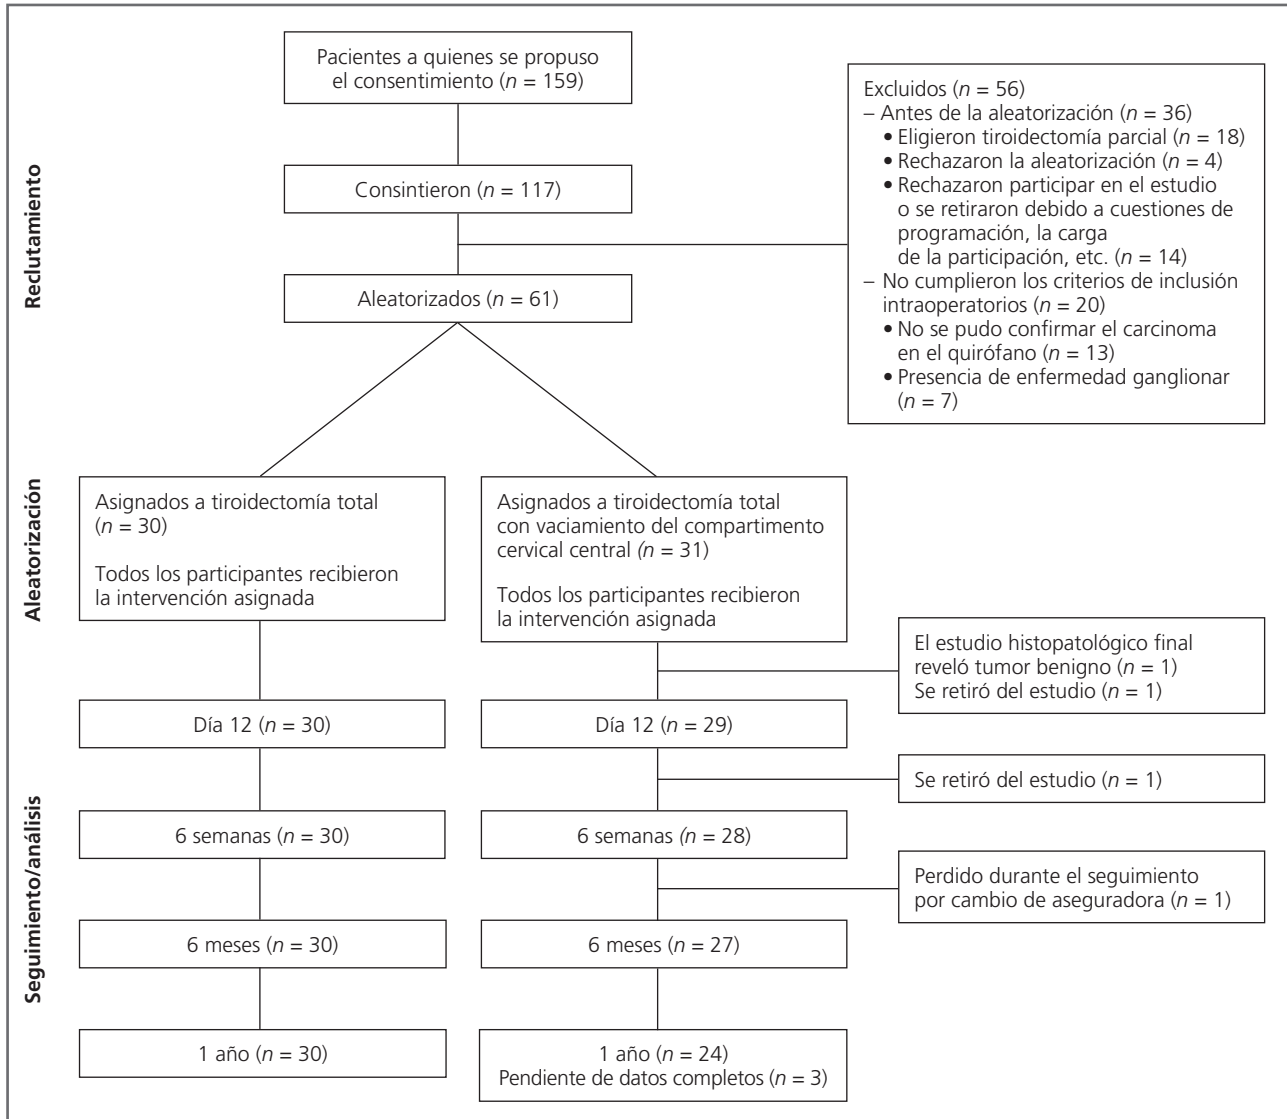 Reclutamiento
Pacientes a quienes se propuso
el consentimiento (n = 159)
Consintieron (n = 117)
Excluidos (n = 56)
– Antes de la aleatorización (n = 36)
• Eligieron tiroidectomía parcial (n = 18)
• Rechazaron la aleatorización (n = 4)
• Rechazaron participar en el estudio
o se retiraron debido a cuestiones de
programación, la carga
de la participación, etc. (n = 14)
– No cumplieron los criterios de inclusión
intraoperatorios (n = 20)
• No se pudo confirmar el carcinoma
en el quirófano (n = 13)
• Presencia de enfermedad ganglionar
(n = 7)
Aleatorizados (n = 61)
Aleatorización
Asignados a tiroidectomía total
(n = 30)
Todos los participantes recibieron
la intervención asignada
Asignados a tiroidectomía total
con vaciamiento del compartimento
cervical central (n = 31)
Todos los participantes recibieron
la intervención asignada
El estudio histopatológico final
reveló tumor benigno (n = 1)
Se retiró del estudio (n = 1)
Seguimiento/análisis
Día 12 (n = 30)
Día 12 (n = 29)
Se retiró del estudio (n = 1)
6 semanas (n = 30)
6 semanas (n = 28)
Perdido durante el seguimiento
por cambio de aseguradora (n = 1)
6 meses (n = 30)
6 meses (n = 27)
1 año (n = 30)
1 año (n = 24)
Pendiente de datos completos (n = 3)